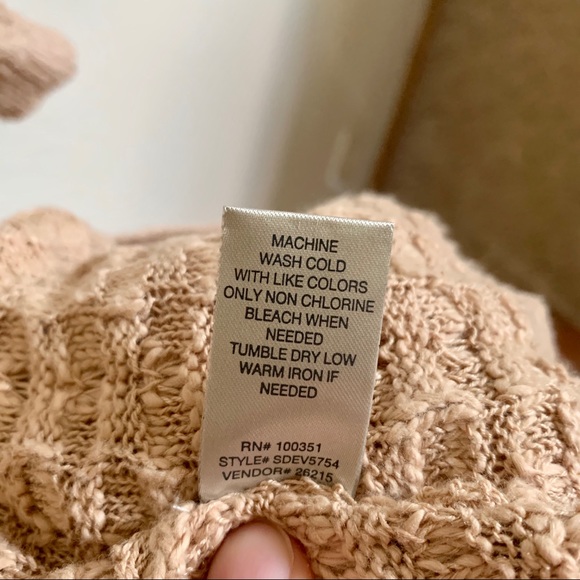 MACHINE
WASH COLD
WITH LIKE COLORS
ONLY NON CHLORINE
BLEACH WHEN
NEEDED
TUMBLE DRY LOW
WARM IRON IF
NEEDED
RN# 100351
STYLE# SDEV5754
VENDOR# 26215